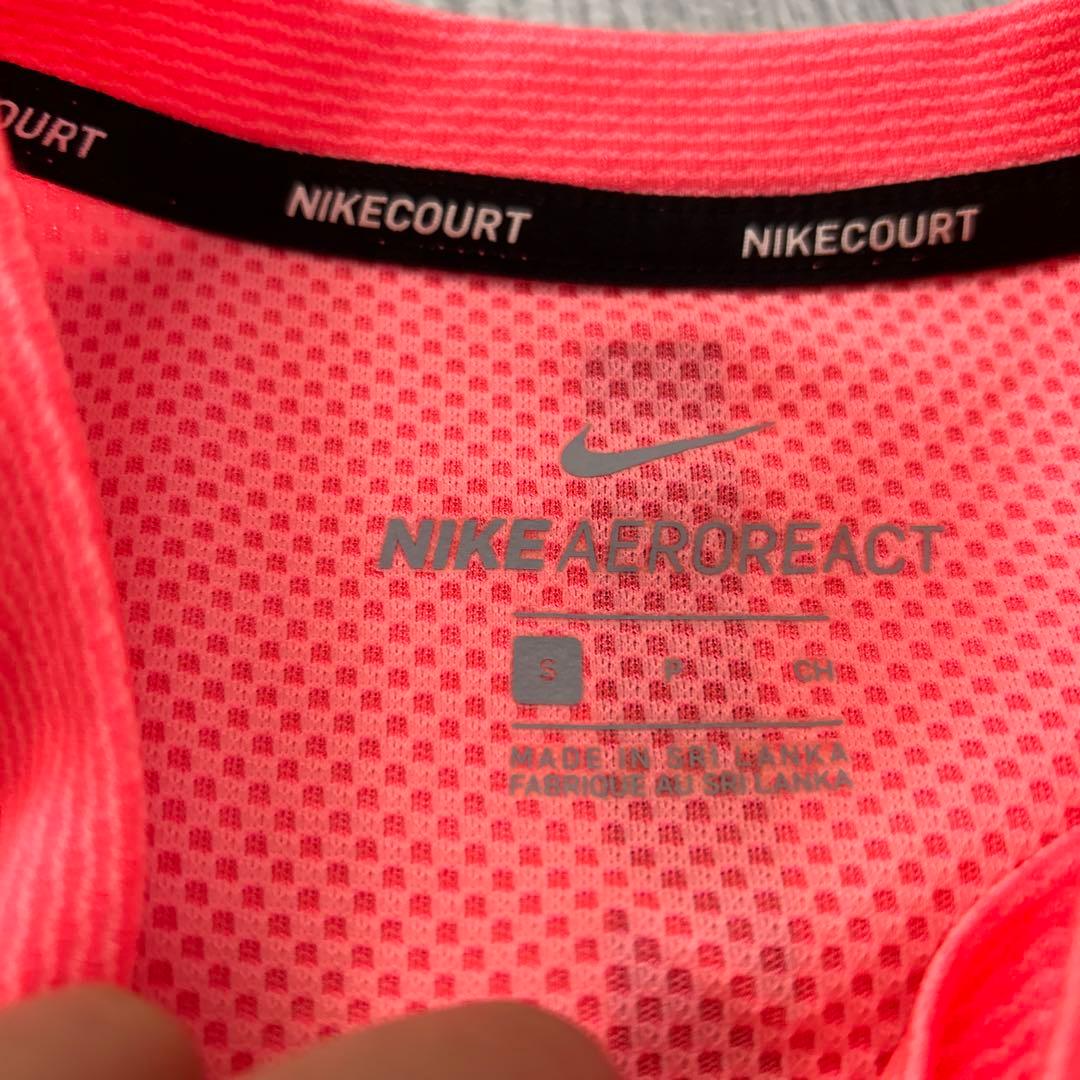 OURT
NIKECOURT
NIKECOURT
NIKE AEROREACT
S P CH
MADE IN SRI LANKA
FABRIQUE AU SRI LANKA